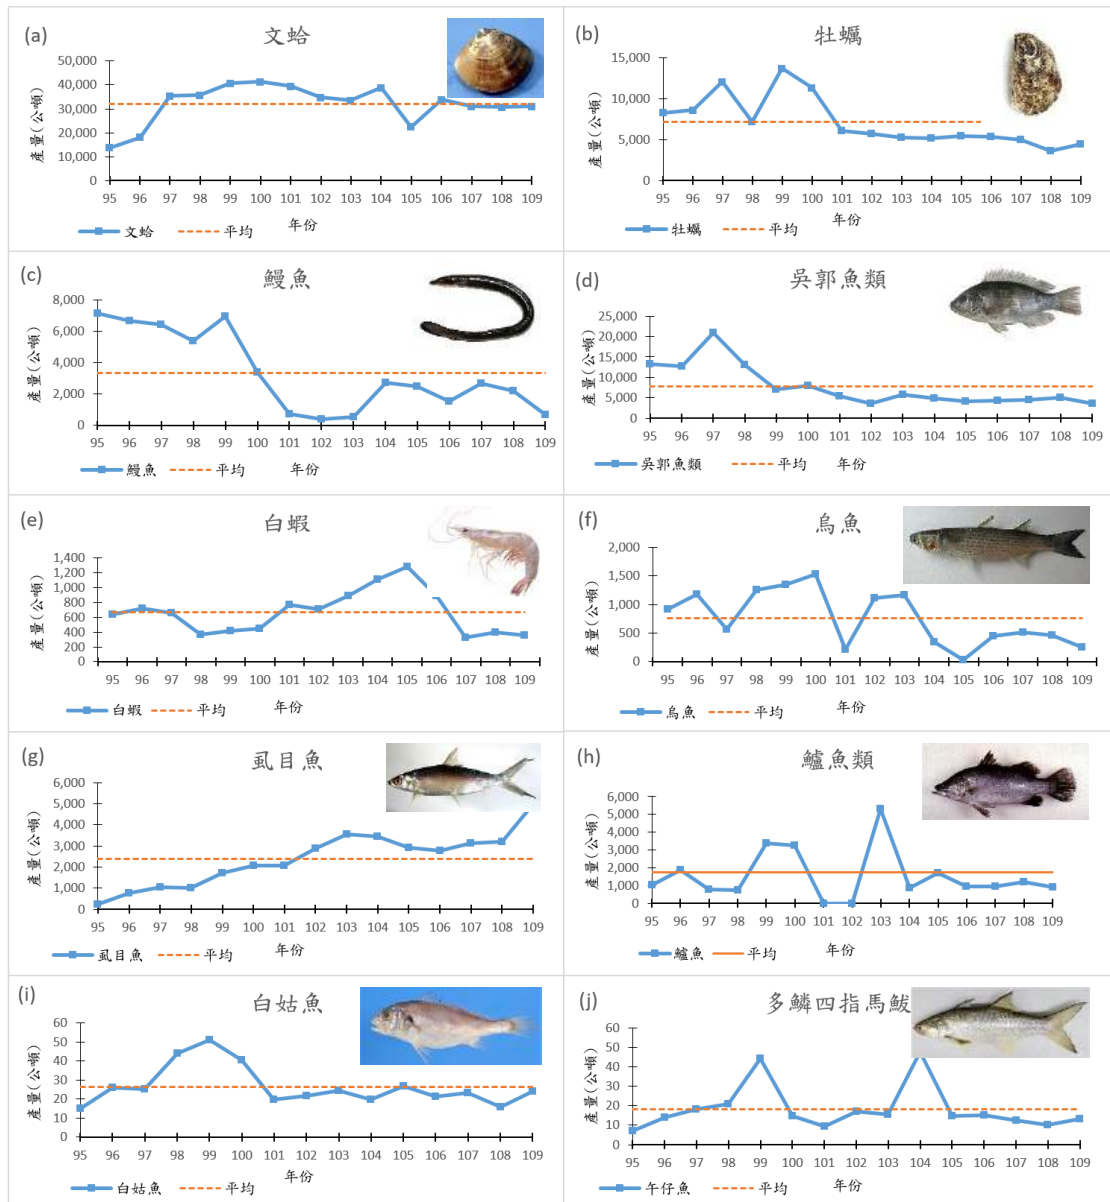 (a)
文蛤
產量(公噸)
50,000
40,000
30,000
20,000
10,000
0
95 96 97 98 99 100 101 102 103 104 105 106 107 108 109
年份
文蛤 平均
(b)
牡蠣
產量(公噸)
15,000
10,000
5,000
0
95 96 97 98 99 100 101 102 103 104 105 106 107 108 109
年份
牡蠣 平均
(c)
鰻魚
產量(公噸)
8,000
6,000
4,000
2,000
0
95 96 97 98 99 100 101 102 103 104 105 106 107 108 109
鰻魚 平均 年份
(d)
吳郭魚類
產量(公噸)
25,000
20,000
15,000
10,000
5,000
0
95 96 97 98 99 100 101 102 103 104 105 106 107 108 109
吳郭魚類 平均 年份
(e)
白蝦
產量(公噸)
1,400
1,200
1,000
800
600
400
200
0
95 96 97 98 99 100 101 102 103 104 105 106 107 108 109
白蝦 平均 年份
(f)
烏魚
產量(公噸)
2,000
1,500
1,000
500
0
95 96 97 98 99 100 101 102 103 104 105 106 107 108 109
烏魚 平均 年份
(g)
虱目魚
產量(公噸)
6,000
5,000
4,000
3,000
2,000
1,000
0
95 96 97 98 99 100 101 102 103 104 105 106 107 108 109
虱目魚 平均 年份
(h)
鱸魚類
產量(公噸)
6,000
5,000
4,000
3,000
2,000
1,000
0
95 96 97 98 99 100 101 102 103 104 105 106 107 108 109
鱸魚 平均 年份
(i)
白姑魚
產量(公噸)
60
50
40
30
20
10
0
95 96 97 98 99 100 101 102 103 104 105 106 107 108 109
白姑魚 平均 年份
(j)
多鱗四指馬鮁
產量(公噸)
60
50
40
30
20
10
0
95 96 97 98 99 100 101 102 103 104 105 106 107 108 109
午仔魚 平均 年份